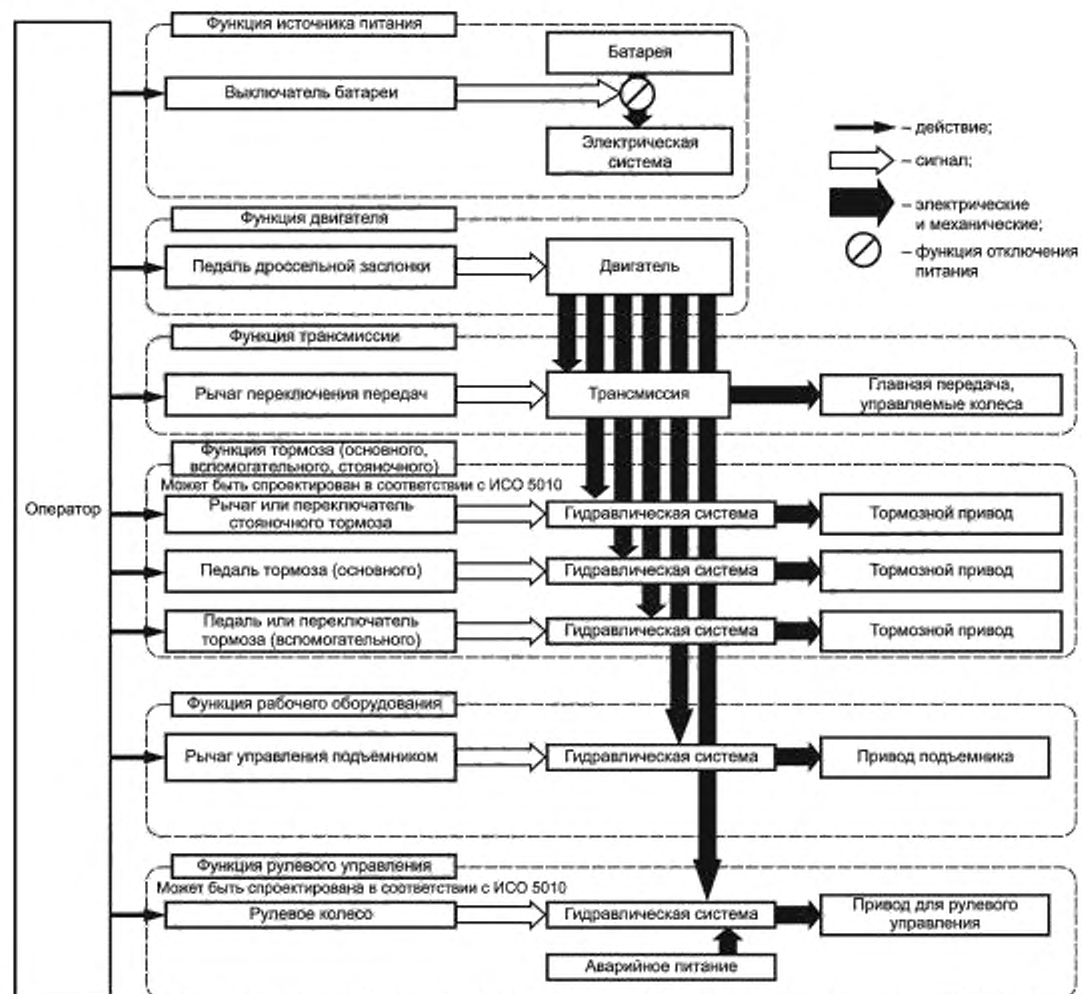 Функция источника питания
Батарея
Выключатель батареи
Электрическая
система
– действие;
– сигнал;
– электрические
и механические;
– функция отключения
питания
Функция двигателя
Педаль дроссельной заслонки
Двигатель
Функция трансмиссии
Рычаг переключения передач
Трансмиссия
Главная передача,
управляемые колеса
Функция тормоза (основного,
вспомогательного, стояночного)
Может быть спроектирован в соответствии с ИСО 5010
Оператор
Рычаг или переключатель
стояночного тормоза
Гидравлическая система
Тормозной привод
Педаль тормоза (основного)
Гидравлическая система
Тормозной привод
Педаль или переключатель
тормоза (вспомогательного)
Гидравлическая система
Тормозной привод
Функция рабочего оборудования
Рычаг управления подъёмником
Гидравлическая система
Привод подъемника
Функция рулевого управления
Может быть спроектирована в соответствии с ИСО 5010
Рулевое колесо
Гидравлическая система
Привод для рулевого
управления
Аварийное питание